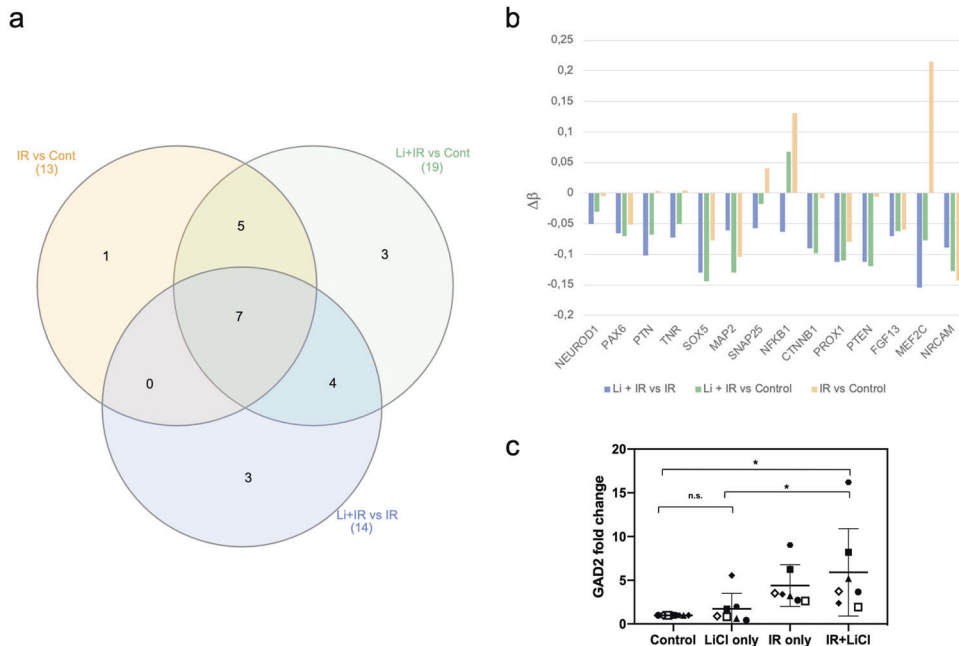 a
IR vs Cont
(13)
Li+IR vs Cont
(19)
5
1
3
7
0
4
3
Li+IR vs IR
(14)
b
0,25
0,2
0,15
0,1
0,05
0
-0,05
-0,1
-0,15
-0,2
Δβ
NEUROD1
PAX6
PTN
TNR
SOX5
MAP2
SNAP25
NFKB1
CTNNB1
PROX1
PTEN
FGF13
MEF2C
NRCAM
Li + IR vs IR
Li + IR vs Control
IR vs Control
c
20
15
10
5
0
GAD2 fold change
*
*
n.s.
Control
LiCl only
IR only
IR+LiCl